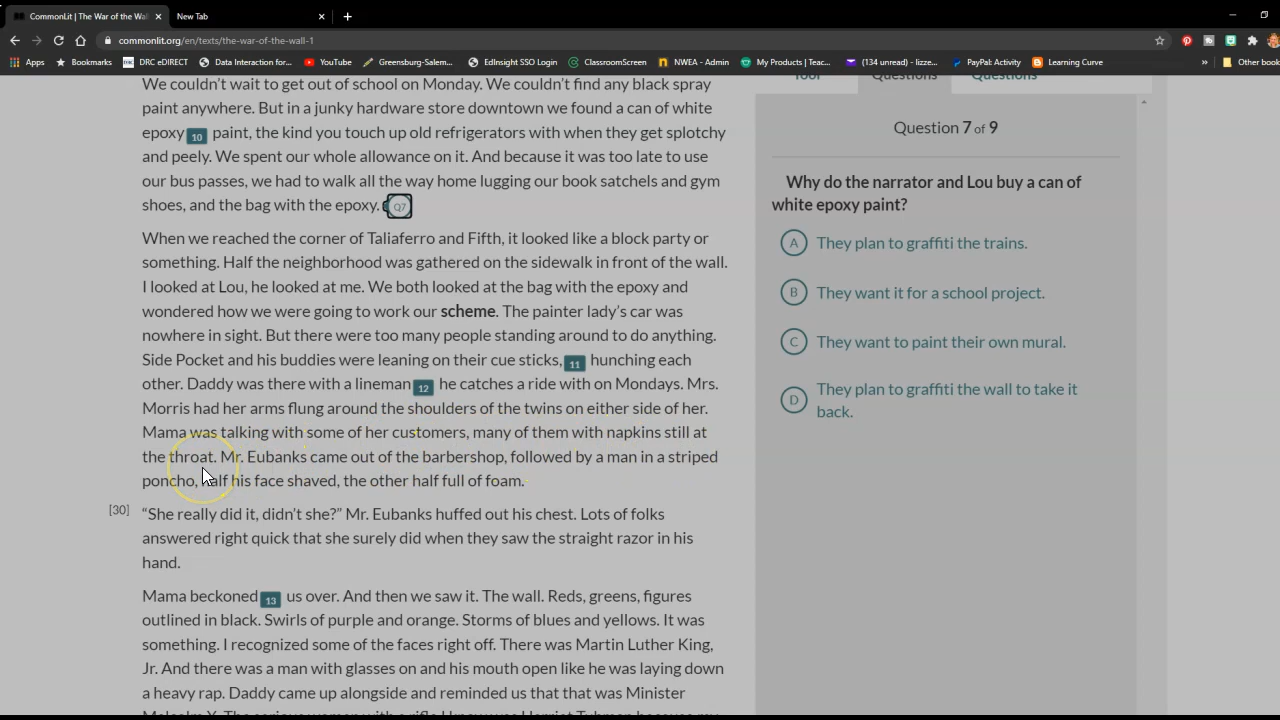 CommonLit | The War of the Wal
New Tab
commonlit.org/en/texts/the-war-of-the-wall-1
Apps
Bookmarks
DRC eDIRECT
Data Interaction for...
YouTube
Greensburg-Salem...
EdInsight SSO Login
ClassroomScreen
NWEA - Admin
My Products | Teac...
(134 unread) - lizze...
PayPal Activity
Learning Curve
Other book
Tool
Questions
Questions
We couldn't wait to get out of school on Monday. We couldn't find any black spray
paint anywhere. But in a junky hardware store downtown we found a can of white
epoxy 10 paint, the kind you touch up old refrigerators with when they get splotchy
and peely. We spent our whole allowance on it. And because it was too late to use
our bus passes, we had to walk all the way home lugging our book satchels and gym
shoes, and the bag with the epoxy. Q7
When we reached the corner of Taliaferro and Fifth, it looked like a block party or
something. Half the neighborhood was gathered on the sidewalk in front of the wall.
I looked at Lou, he looked at me. We both looked at the bag with the epoxy and
wondered how we were going to work our scheme. The painter lady's car was
nowhere in sight. But there were too many people standing around to do anything.
Side Pocket and his buddies were leaning on their cue sticks, 11 hunching each
other. Daddy was there with a lineman 12 he catches a ride with on Mondays. Mrs.
Morris had her arms flung around the shoulders of the twins on either side of her.
Mama was talking with some of her customers, many of them with napkins still at
the throat. Mr. Eubanks came out of the barbershop, followed by a man in a striped
poncho, half his face shaved, the other half full of foam.
[30] “She really did it, didn't she?” Mr. Eubanks huffed out his chest. Lots of folks
answered right quick that she surely did when they saw the straight razor in his
hand.
Mama beckoned 13 us over. And then we saw it. The wall. Reds, greens, figures
outlined in black. Swirls of purple and orange. Storms of blues and yellows. It was
something. I recognized some of the faces right off. There was Martin Luther King,
Jr. And there was a man with glasses on and his mouth open like he was laying down
a heavy rap. Daddy came up alongside and reminded us that that was Minister
Question 7 of 9
Why do the narrator and Lou buy a can of
white epoxy paint?
A They plan to graffiti the trains.
B They want it for a school project.
C They want to paint their own mural.
D They plan to graffiti the wall to take it
back.